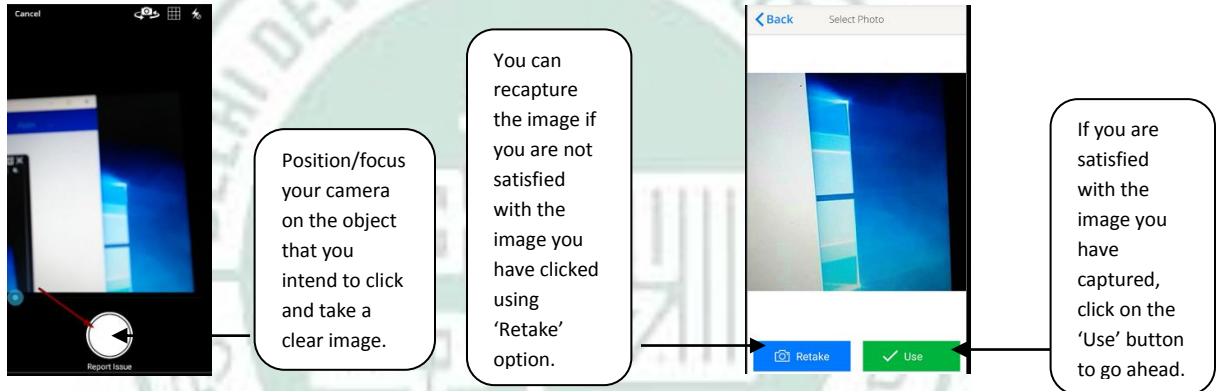 Cancel
Report Issue
Position/focus
your camera
on the object
that you
intend to click
and take a
clear image.
You can
recapture
the image if
you are not
satisfied
with the
image you
have clicked
using
‘Retake’
option.
Back Select Photo
Retake Use
If you are
satisfied
with the
image you
have
captured,
click on the
‘Use’ button
to go ahead.